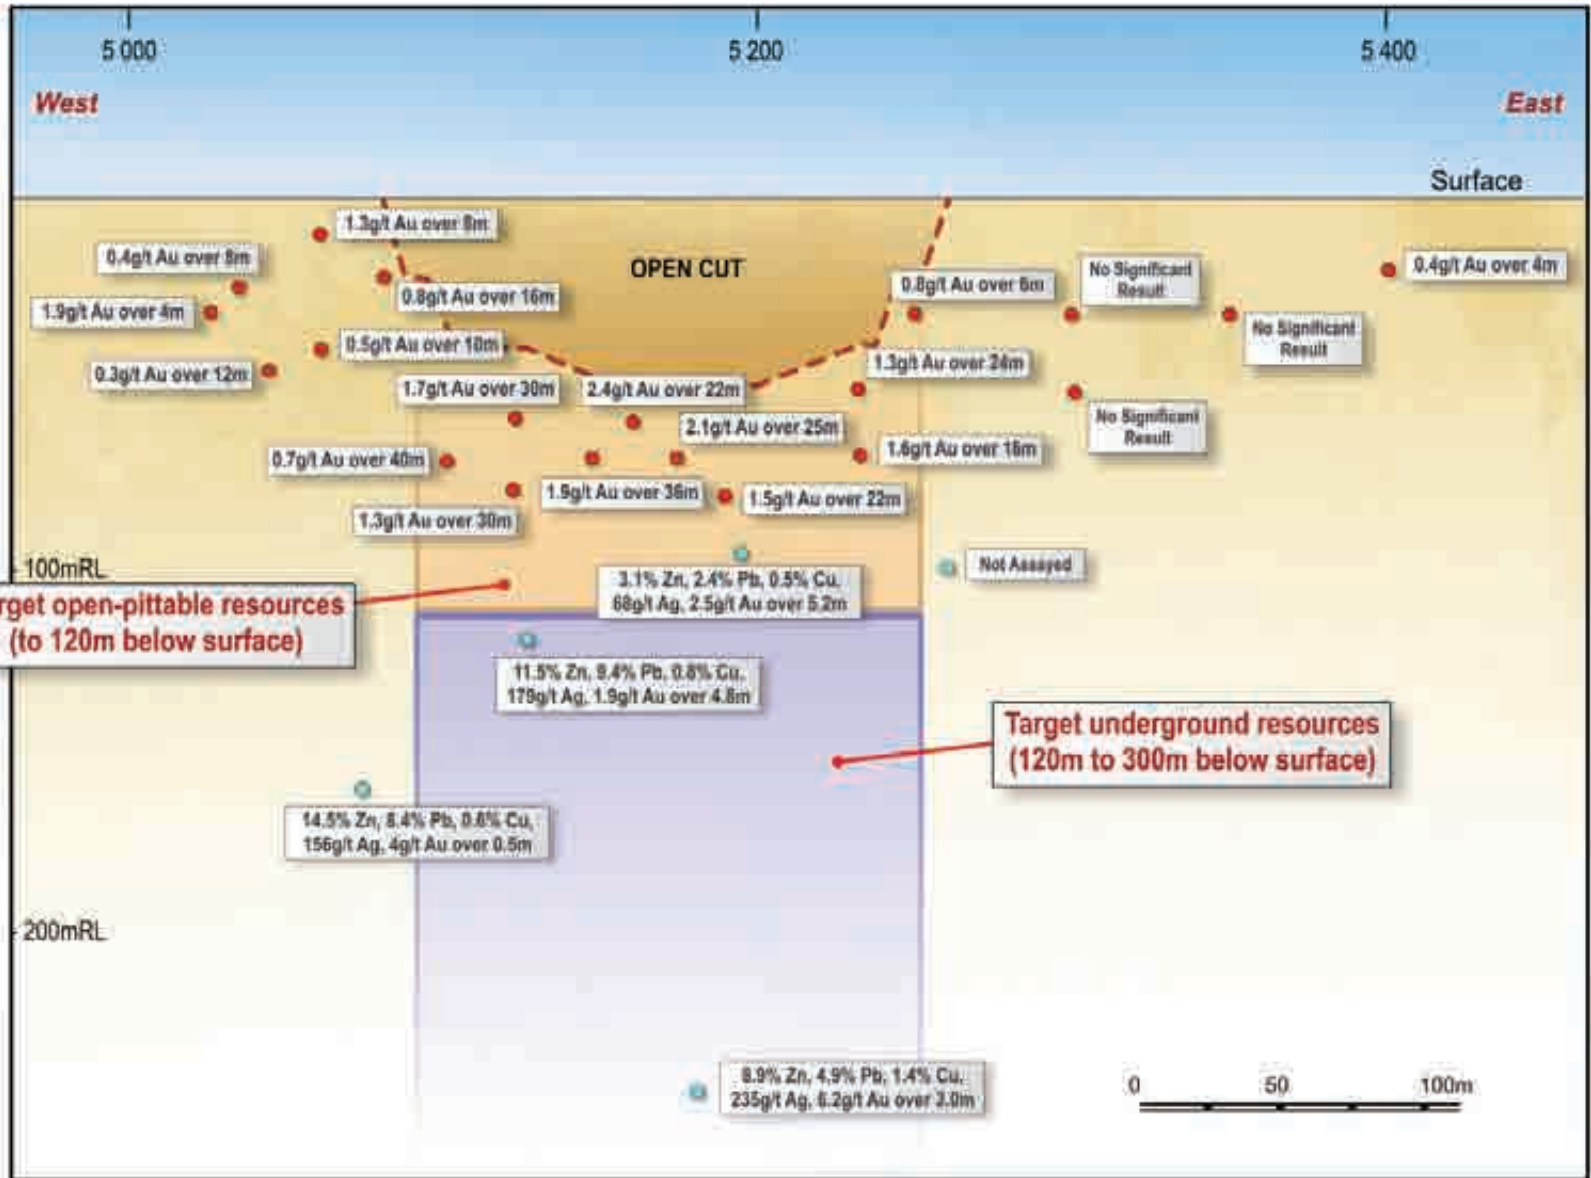 5 000
5 200
5 400
West
East
Surface
1.3g/t Au over 8m
0.4g/t Au over 8m
OPEN CUT
0.4g/t Au over 4m
No Significant
Result
0.8g/t Au over 6m
0.8g/t Au over 16m
1.9g/t Au over 4m
No Significant
Result
0.5g/t Au over 10m
0.3g/t Au over 12m
1.3g/t Au over 24m
1.7g/t Au over 30m
2.4g/t Au over 22m
No Significant
Result
2.1g/t Au over 25m
1.6g/t Au over 18m
0.7g/t Au over 40m
1.9g/t Au over 36m
1.5g/t Au over 22m
1.3g/t Au over 30m
100mRL
Not Assayed
3.1% Zn, 2.4% Pb, 0.5% Cu,
68g/t Ag, 2.5g/t Au over 5.2m
rget open-pittable resources
(to 120m below surface)
11.5% Zn, 9.4% Pb, 0.8% Cu,
179g/t Ag, 1.9g/t Au over 4.8m
Target underground resources
(120m to 300m below surface)
14.5% Zn, 8.4% Pb, 0.6% Cu,
156g/t Ag, 4g/t Au over 0.5m
200mRL
8.9% Zn, 4.9% Pb, 1.4% Cu,
235g/t Ag, 6.2g/t Au over 3.0m
0
50
100m